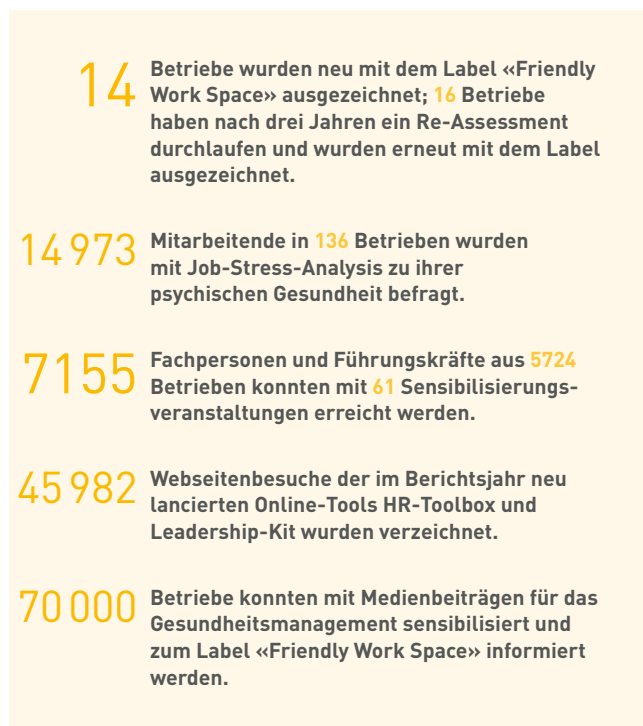 14 Betriebe wurden neu mit dem Label «Friendly
Work Space» ausgezeichnet; 16 Betriebe
haben nach drei Jahren ein Re-Assessment
durchlaufen und wurden erneut mit dem Label
ausgezeichnet.
14 973 Mitarbeitende in 136 Betrieben wurden
mit Job-Stress-Analysis zu ihrer
psychischen Gesundheit befragt.
7155 Fachpersonen und Führungskräfte aus 5724
Betrieben konnten mit 61 Sensibilisierungs-
veranstaltungen erreicht werden.
45 982 Webseitenbesuche der im Berichtsjahr neu
lancierten Online-Tools HR-Toolbox und
Leadership-Kit wurden verzeichnet.
70 000 Betriebe konnten mit Medienbeiträgen für das
Gesundheitsmanagement sensibilisiert und
zum Label «Friendly Work Space» informiert
werden.